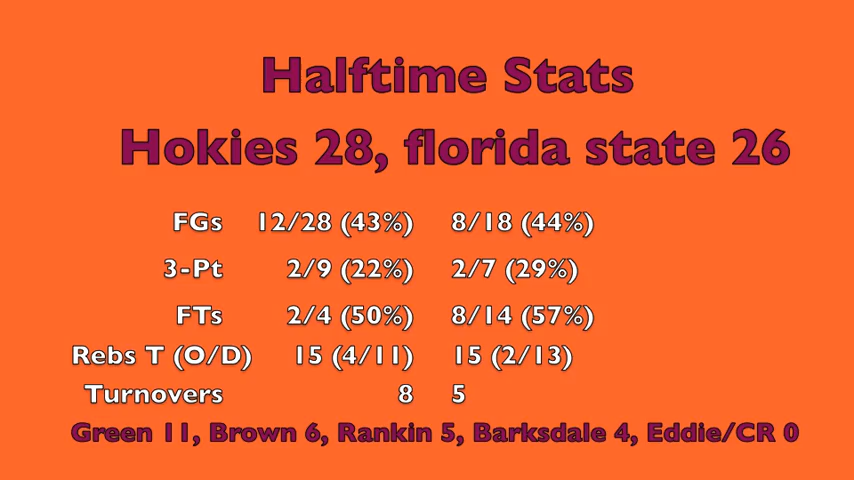 Halftime Stats
Hokies 28, florida state 26
FGs 12/28 (43%) 8/18 (44%)
3-Pt 2/9 (22%) 2/7 (29%)
FTs 2/4 (50%) 8/14 (57%)
Rebs T (O/D) 15 (4/11) 15 (2/13)
Turnovers 8 5
Green 11, Brown 6, Rankin 5, Barksdale 4, Eddie/CR 0